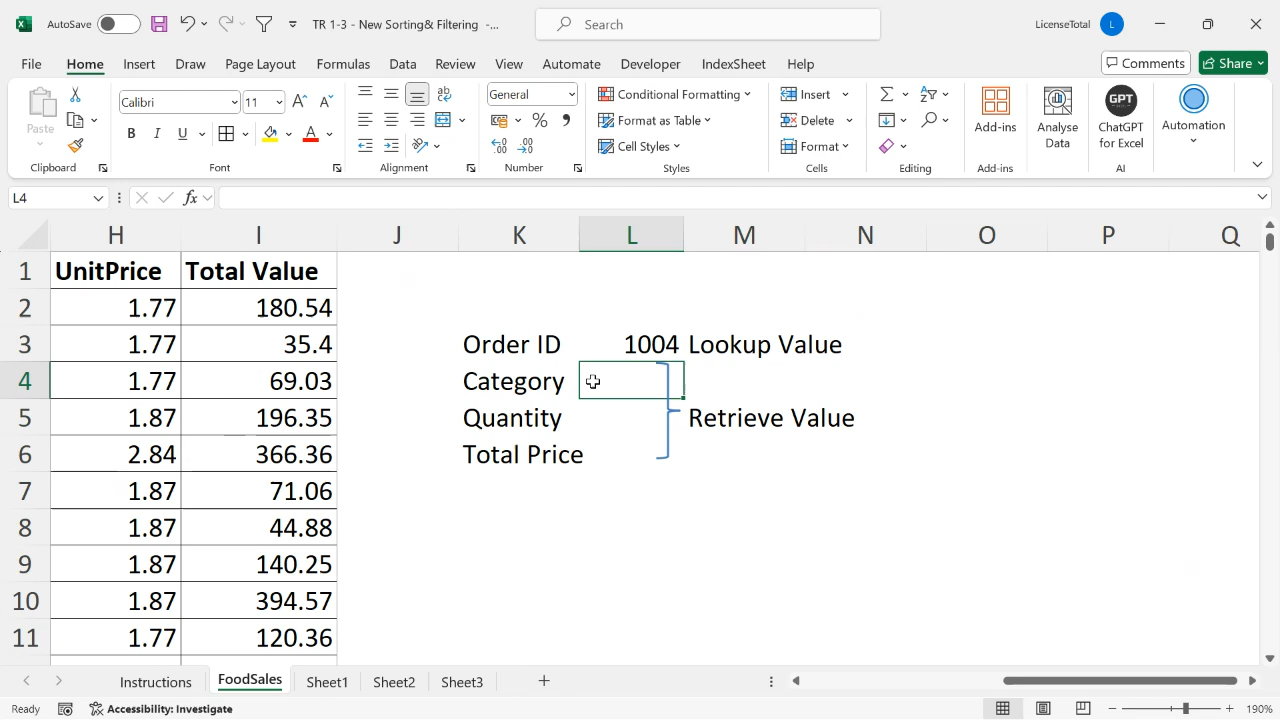 AutoSave
TR 1-3 - New Sorting& Filtering -...
Search
LicenseTotal
L
File Home Insert Draw Page Layout Formulas Data Review View Automate Developer IndexSheet Help
Comments
Share
Paste
Calibri 11
B I U
General
Conditional Formatting
Format as Table
Cell Styles
Insert
Delete
Format
Add-ins
Analyse Data
GPT
ChatGPT for Excel
Automation
Clipboard Font Alignment Number Styles Cells Editing Add-ins AI
L4
fx
H I J K L M N O P Q
1 UnitPrice Total Value
2 1.77 180.54
3 1.77 35.4 Order ID 1004 Lookup Value
4 1.77 69.03 Category
5 1.87 196.35 Quantity Retrieve Value
6 2.84 366.36 Total Price
7 1.87 71.06
8 1.87 44.88
9 1.87 140.25
10 1.87 394.57
11 1.77 120.36
Instructions FoodSales Sheet1 Sheet2 Sheet3
Ready
Accessibility: Investigate
190%